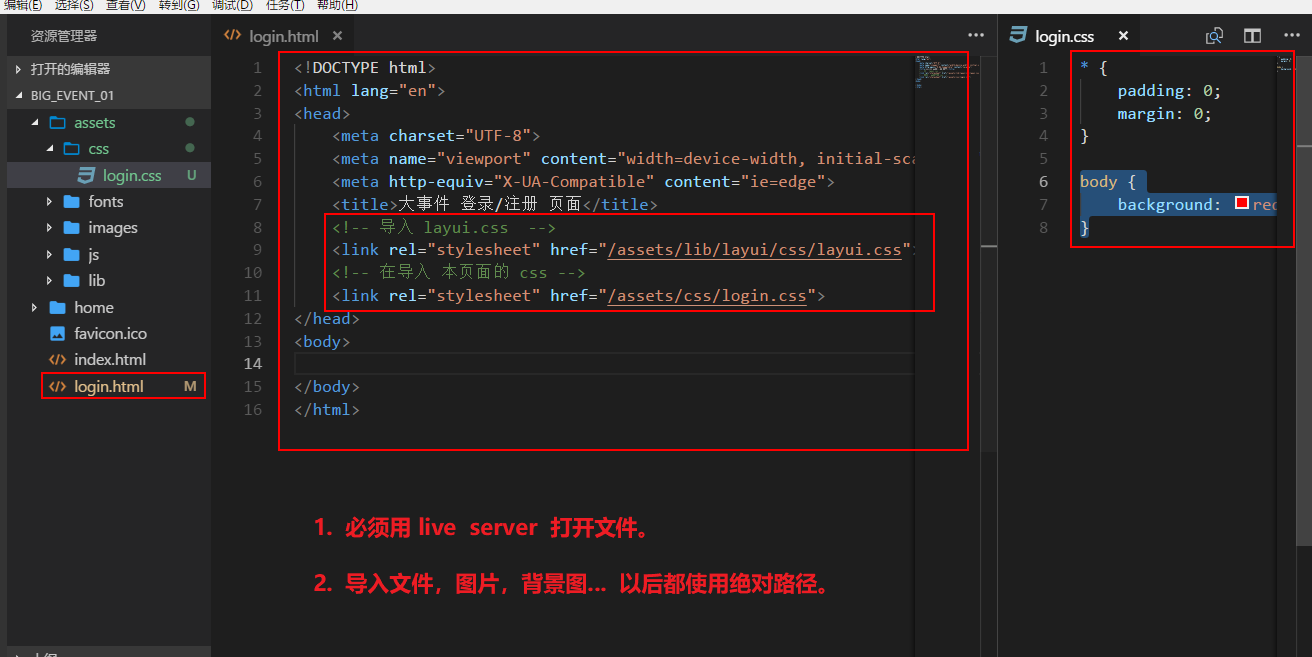 编辑(E) 选择(S) 查看(V) 转到(G) 调试(D) 任务(T) 帮助(H)
资源管理器
打开的编辑器
BIG_EVENT_01
assets
css
login.css U
fonts
images
js
lib
home
favicon.ico
index.html
login.html M
login.html ×
1 <!DOCTYPE html>
2 <html lang="en">
3 <head>
4 <meta charset="UTF-8">
5 <meta name="viewport" content="width=device-width, initial-sca
6 <meta http-equiv="X-UA-Compatible" content="ie=edge">
7 <title>大事件 登录/注册 页面</title>
8 <!-- 导入 layui.css -->
9 <link rel="stylesheet" href="/assets/lib/layui/css/layui.css">
10 <!-- 在导入 本页面的 css -->
11 <link rel="stylesheet" href="/assets/css/login.css">
12 </head>
13 <body>
14
15 </body>
16 </html>
1. 必须用 live server 打开文件。
2. 导入文件，图片，背景图... 以后都使用绝对路径。
login.css ×
1 * {
2 padding: 0;
3 margin: 0;
4 }
5
6 body {
7 background: red
8 }